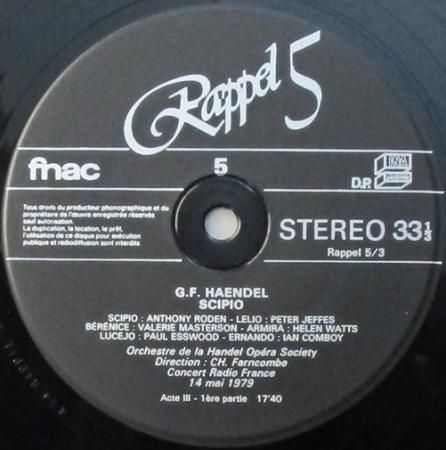 Rappel 5
fnac
5
D.P.
STEREO 33 1/3
Rappel 5/3
Tous droits du producteur phonographique et du
propriétaire de l'œuvre enregistrée réservés
sauf autorisation.
La duplication, la location, le prêt,
l'utilisation de ce disque pour exécution
publique et radiodiffusion sont interdits
G.F. HAENDEL
SCIPIO
SCIPIO : ANTHONY RODEN - LELIO : PETER JEFFES
BÉRÉNICE : VALERIE MASTERSON - ARMIRA : HELEN WATTS
LUCEJO : PAUL ESSWOOD - ERNANDO : IAN COMBOY
Orchestre de la Handel Opéra Society
Direction : CH. Farncombe
Concert Radio France
14 mai 1979
Acte III - 1ère partie 17'40